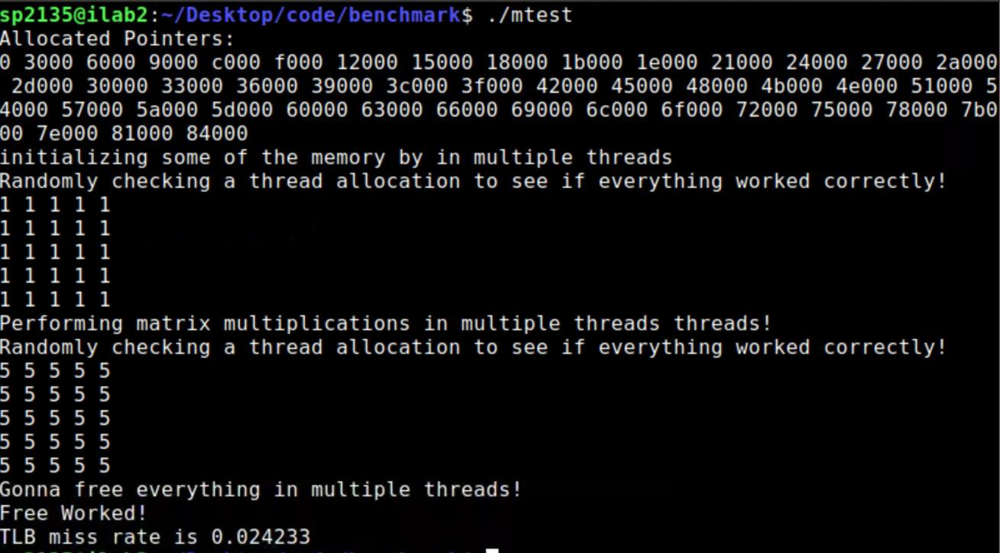 sp2135@ilab2:~/Desktop/code/benchmark$ ./mtest
Allocated Pointers:
0 3000 6000 9000 c000 f000 12000 15000 18000 1b000 1e000 21000 24000 27000 2a000
2d000 30000 33000 36000 39000 3c000 3f000 42000 45000 48000 4b000 4e000 51000 5
4000 57000 5a000 5d000 60000 63000 66000 69000 6c000 6f000 72000 75000 78000 7b0
00 7e000 81000 84000
initializing some of the memory by in multiple threads
Randomly checking a thread allocation to see if everything worked correctly!
1 1 1 1 1
1 1 1 1 1
1 1 1 1 1
1 1 1 1 1
1 1 1 1 1
Performing matrix multiplications in multiple threads threads!
Randomly checking a thread allocation to see if everything worked correctly!
5 5 5 5 5
5 5 5 5 5
5 5 5 5 5
5 5 5 5 5
5 5 5 5 5
Gonna free everything in multiple threads!
Free Worked!
TLB miss rate is 0.024233